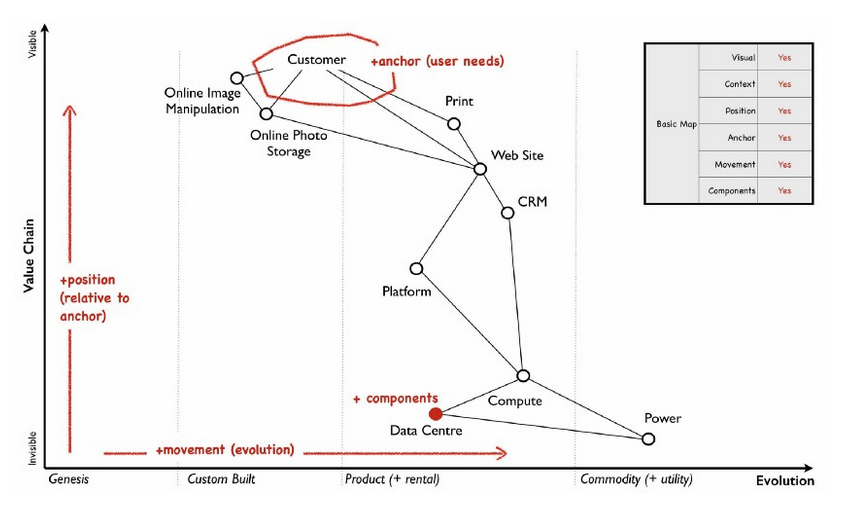 Visible
Customer
+anchor (user needs)
Online Image
Manipulation
Online Photo
Storage
Print
Web Site
CRM
Platform
Compute
+ components
Data Centre
Power
Value Chain
+position
(relative to
anchor)
Invisible
+movement (evolution)
Genesis
Custom Built
Product (+ rental)
Commodity (+ utility)
Evolution
Basic Map
Visual Yes
Context Yes
Position Yes
Anchor Yes
Movement Yes
Components Yes